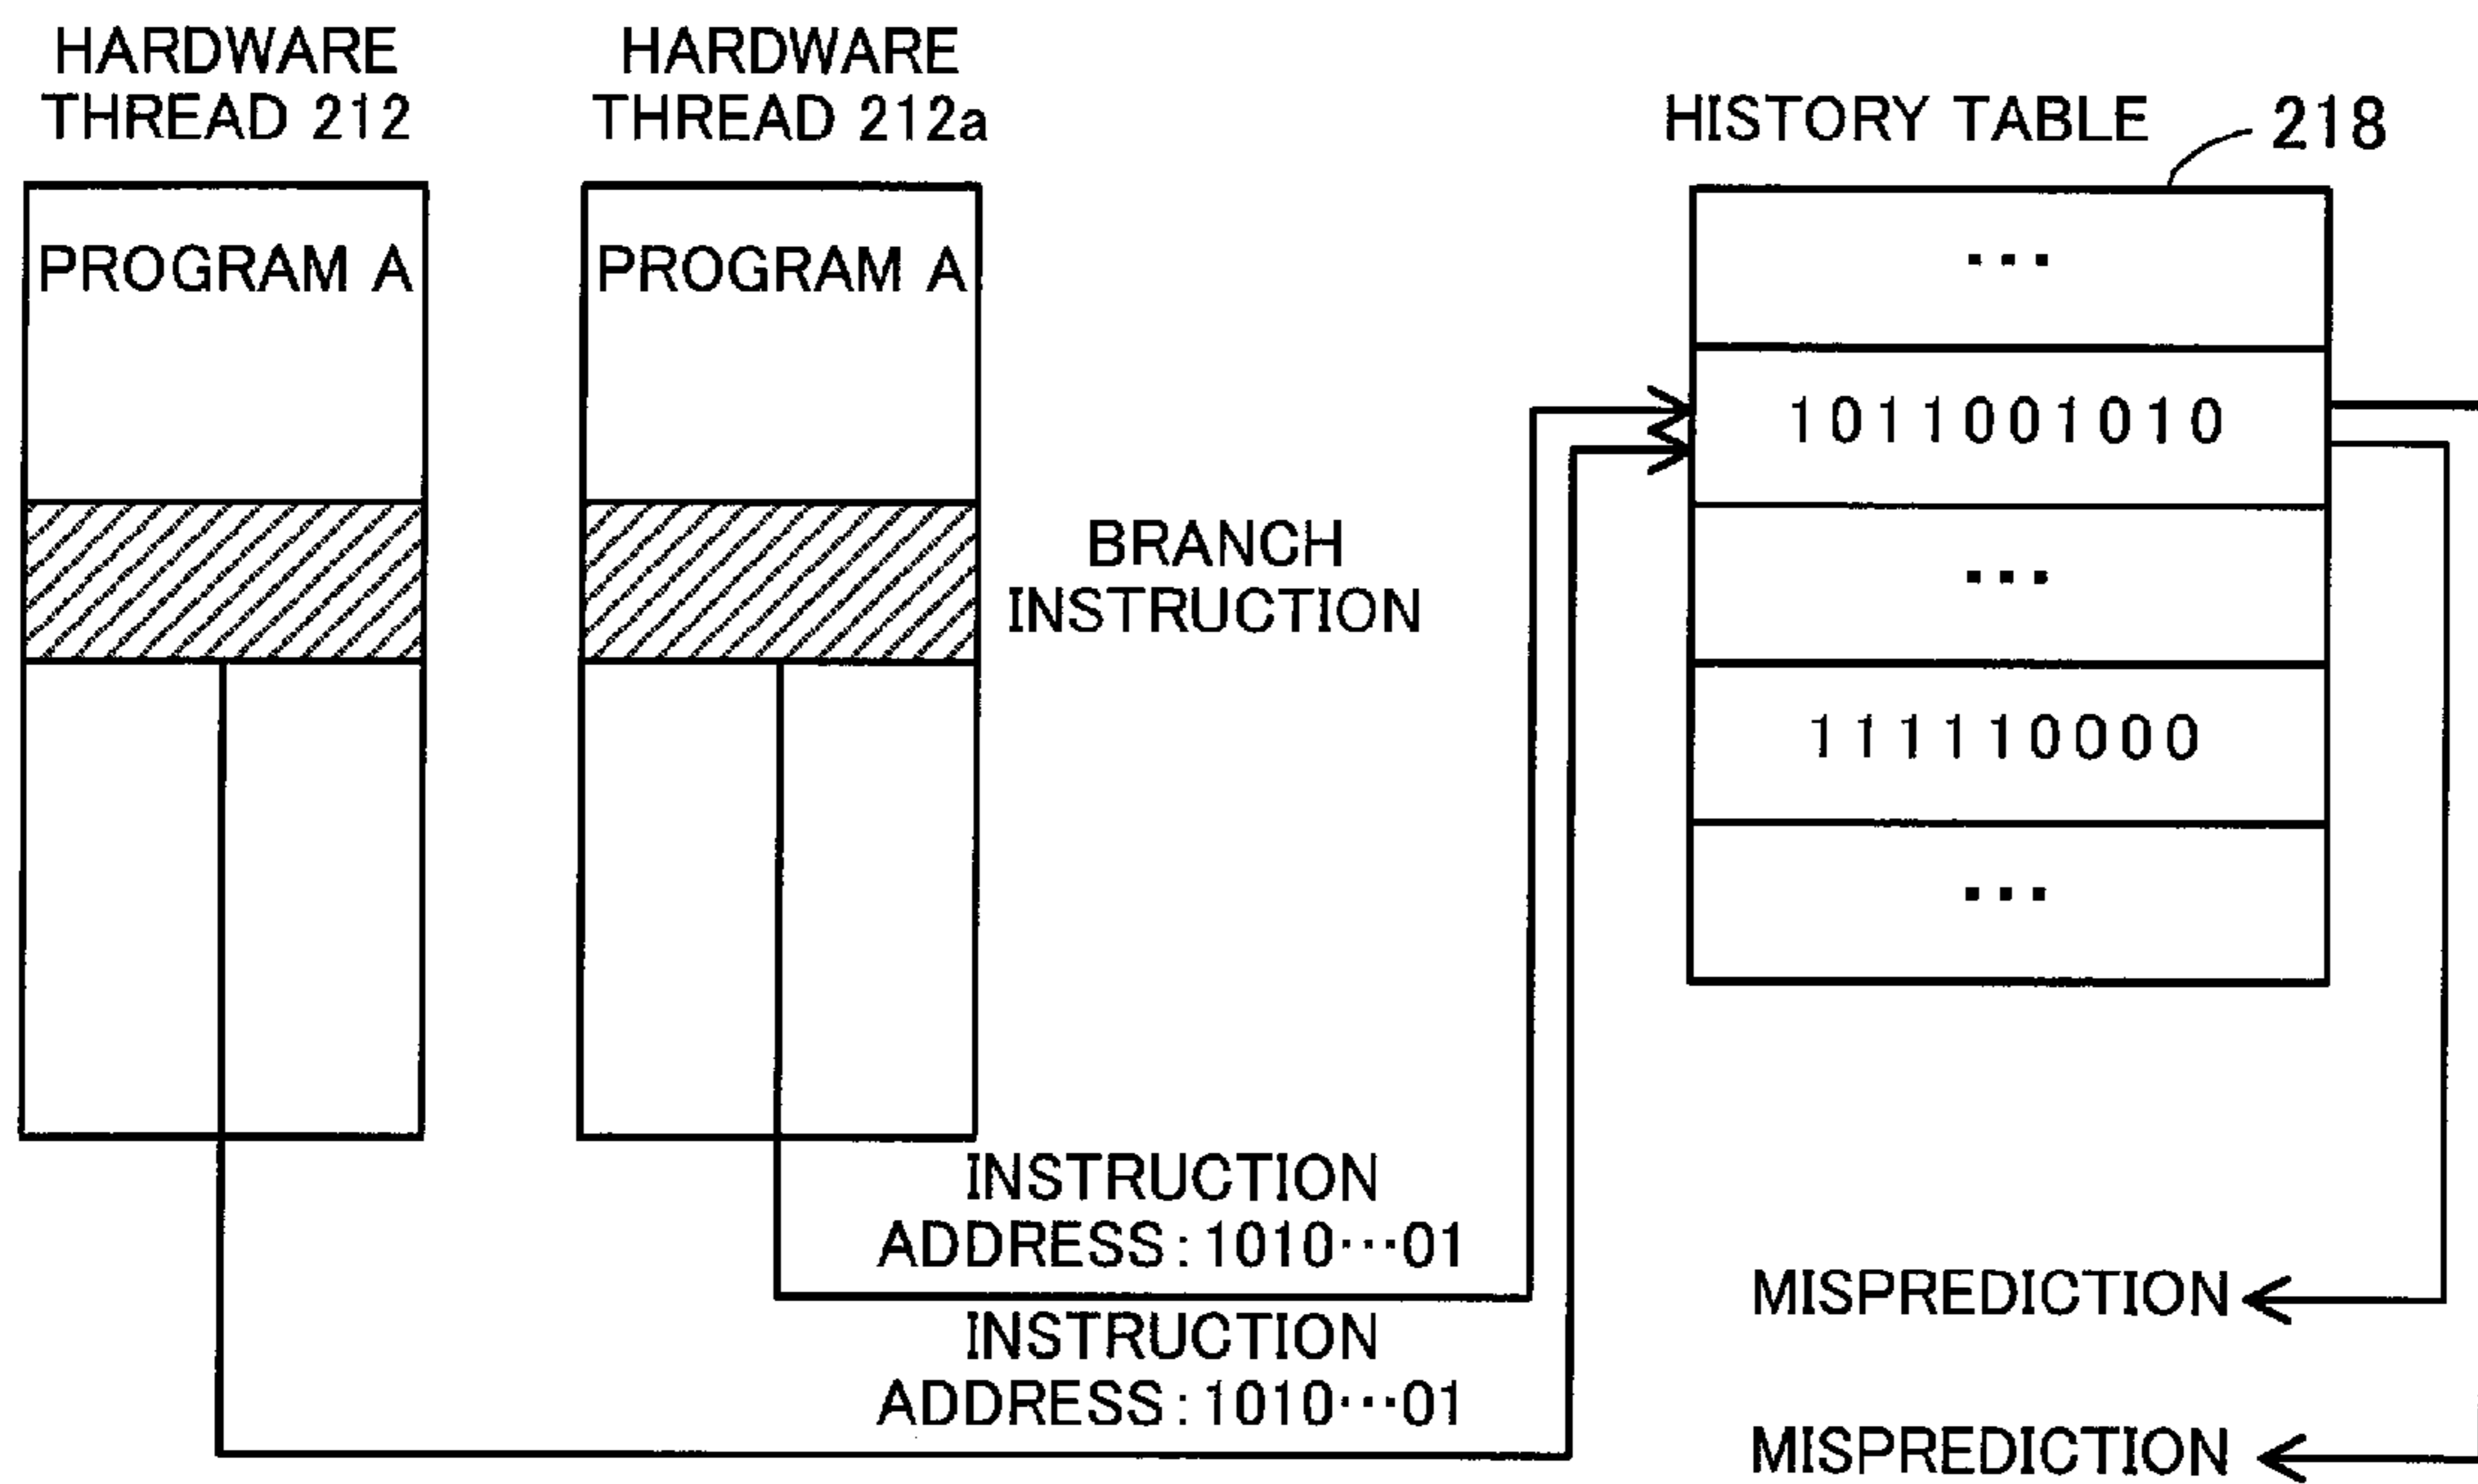 HARDWARE
THREAD 212
HARDWARE
THREAD 212a
HISTORY TABLE
218
PROGRAM A
PROGRAM A
...
1011001010
BRANCH
INSTRUCTION
...
111110000
...
INSTRUCTION
ADDRESS:1010...01
MISPREDICTION
INSTRUCTION
ADDRESS:1010...01
MISPREDICTION